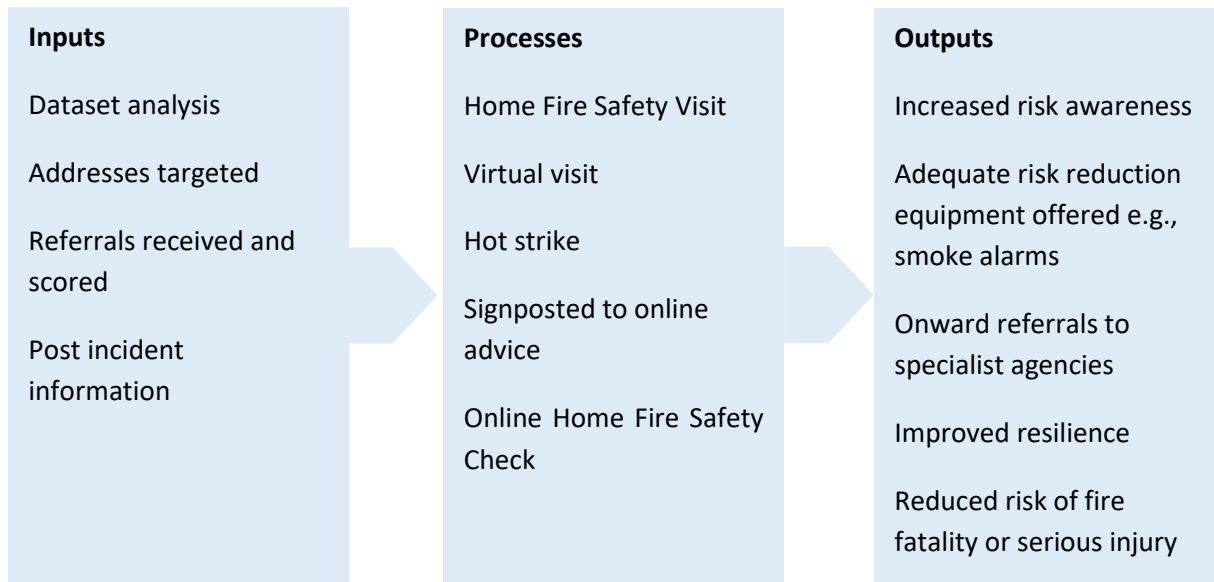 Inputs
Dataset analysis
Addresses targeted
Referrals received and
scored
Post incident
information
Processes
Home Fire Safety Visit
Virtual visit
Hot strike
Signposted to online
advice
Online Home Fire Safety
Check
Outputs
Increased risk awareness
Adequate risk reduction
equipment offered e.g.,
smoke alarms
Onward referrals to
specialist agencies
Improved resilience
Reduced risk of fire
fatality or serious injury